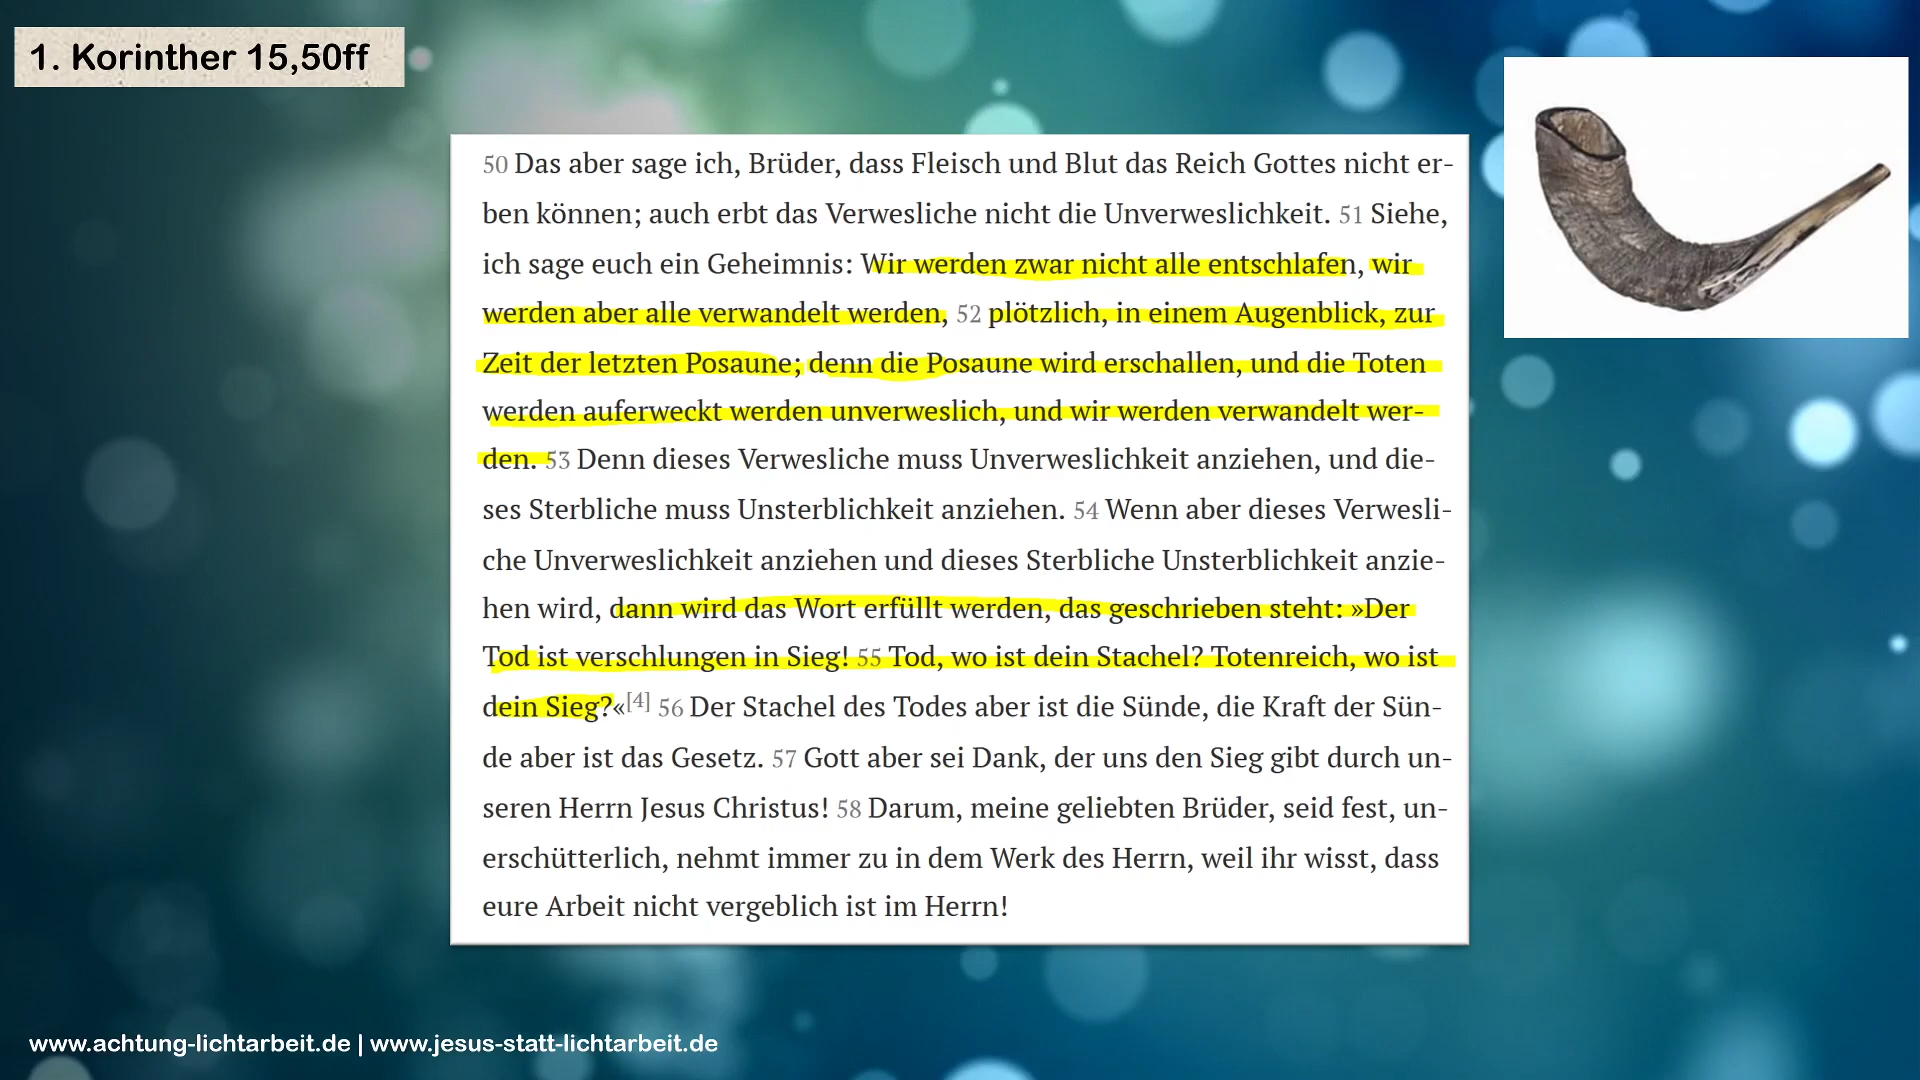 1. Korinther 15,50ff
50 Das aber sage ich, Brüder, dass Fleisch und Blut das Reich Gottes nicht er-
ben können; auch erbt das Verwesliche nicht die Unverweslichkeit. 51 Siehe,
ich sage euch ein Geheimnis: Wir werden zwar nicht alle entschlafen, wir
werden aber alle verwandelt werden, 52 plötzlich, in einem Augenblick, zur
Zeit der letzten Posaune; denn die Posaune wird erschallen, und die Toten
werden auferweckt werden unverweslich, und wir werden verwandelt wer-
den. 53 Denn dieses Verwesliche muss Unverweslichkeit anziehen, und die-
ses Sterbliche muss Unsterblichkeit anziehen. 54 Wenn aber dieses Verwesli-
che Unverweslichkeit anziehen und dieses Sterbliche Unsterblichkeit anzie-
hen wird, dann wird das Wort erfüllt werden, das geschrieben steht: »Der
Tod ist verschlungen in Sieg! 55 Tod, wo ist dein Stachel? Totenreich, wo ist
dein Sieg?«[4] 56 Der Stachel des Todes aber ist die Sünde, die Kraft der Sün-
de aber ist das Gesetz. 57 Gott aber sei Dank, der uns den Sieg gibt durch un-
seren Herrn Jesus Christus! 58 Darum, meine geliebten Brüder, seid fest, un-
erschütterlich, nehmt immer zu in dem Werk des Herrn, weil ihr wisst, dass
eure Arbeit nicht vergeblich ist im Herrn!
www.achtung-lichtarbeit.de | www.jesus-statt-lichtarbeit.de